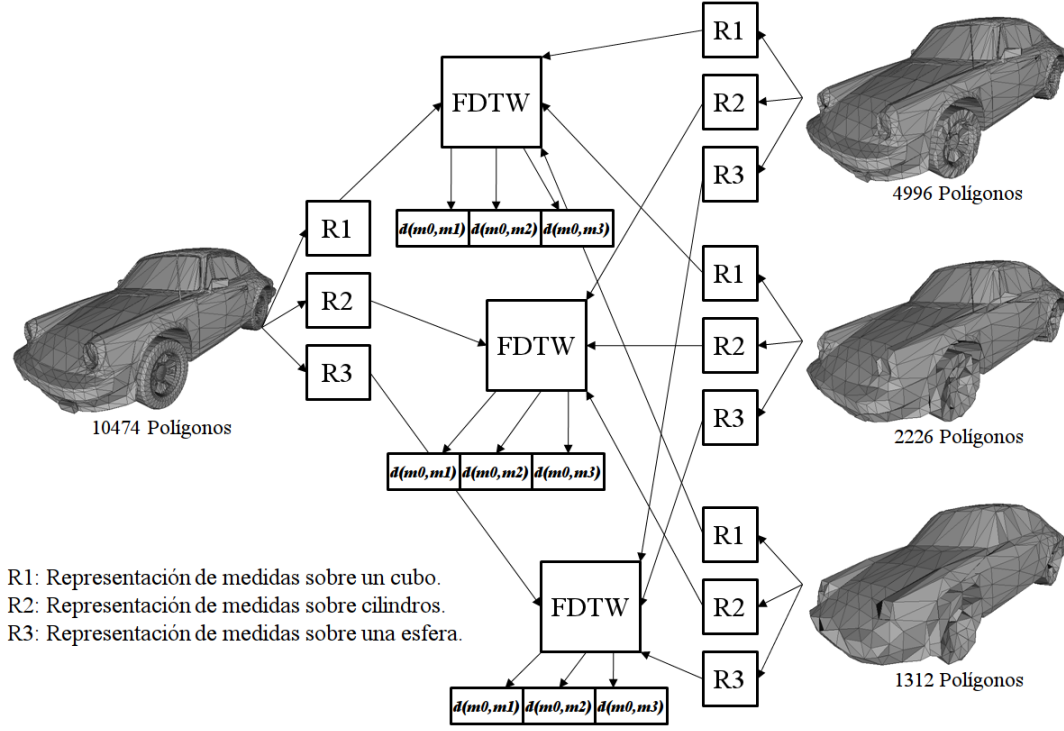 R1
FDTW
R2
R3
4996 Polígonos
d(m0,m1) d(m0,m2) d(m0,m3)
R1
R2
R3
10474 Polígonos
R1
FDTW
R2
R3
2226 Polígonos
d(m0,m1) d(m0,m2) d(m0,m3)
R1
FDTW
R2
R3
1312 Polígonos
d(m0,m1) d(m0,m2) d(m0,m3)
R1: Representación de medidas sobre un cubo.
R2: Representación de medidas sobre cilindros.
R3: Representación de medidas sobre una esfera.